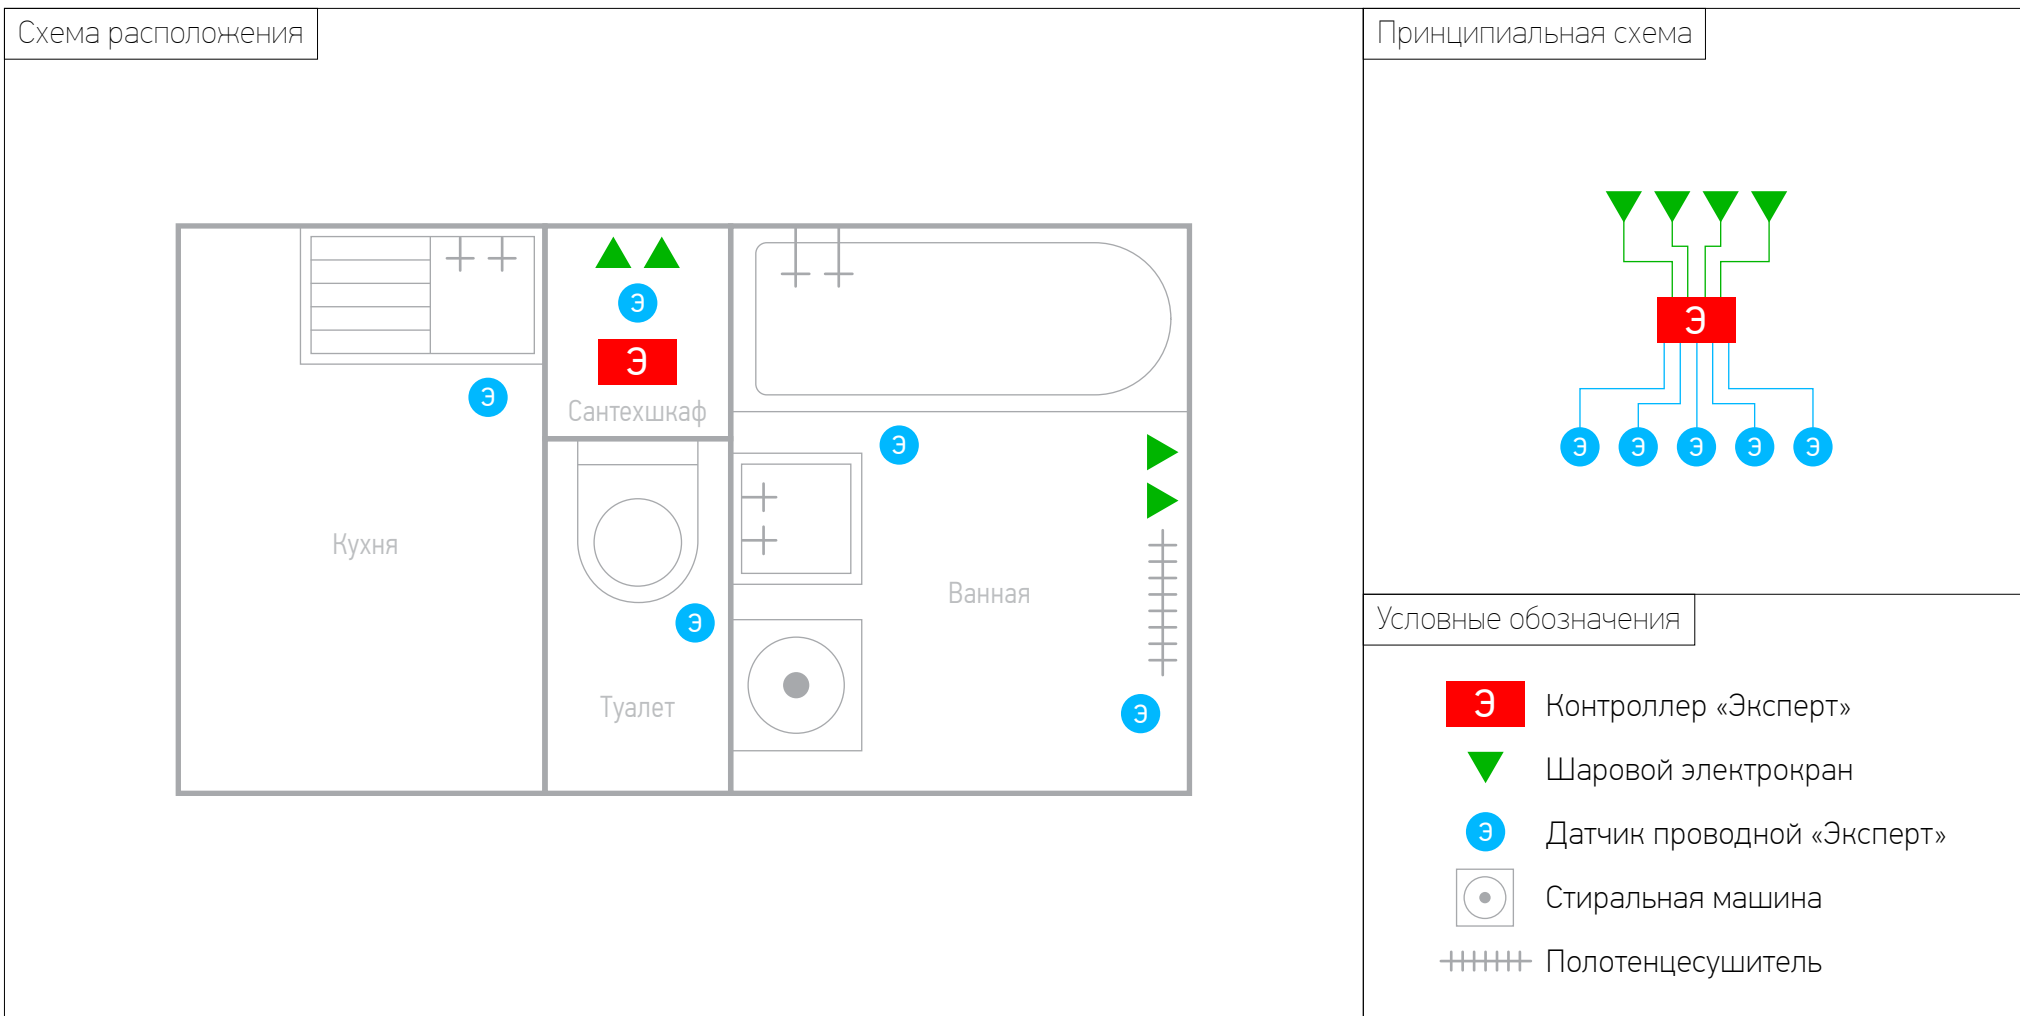 Схема расположения
Э
Э
Э
Сантехшкаф
Э
Кухня
Ванная
Э
Туалет
Э
Принципиальная схема
Э
Э Э Э Э Э
Условные обозначения
Э Контроллер «Эксперт»
Шаровой электрокран
Э Датчик проводной «Эксперт»
Стиральная машина
Полотенцесушитель